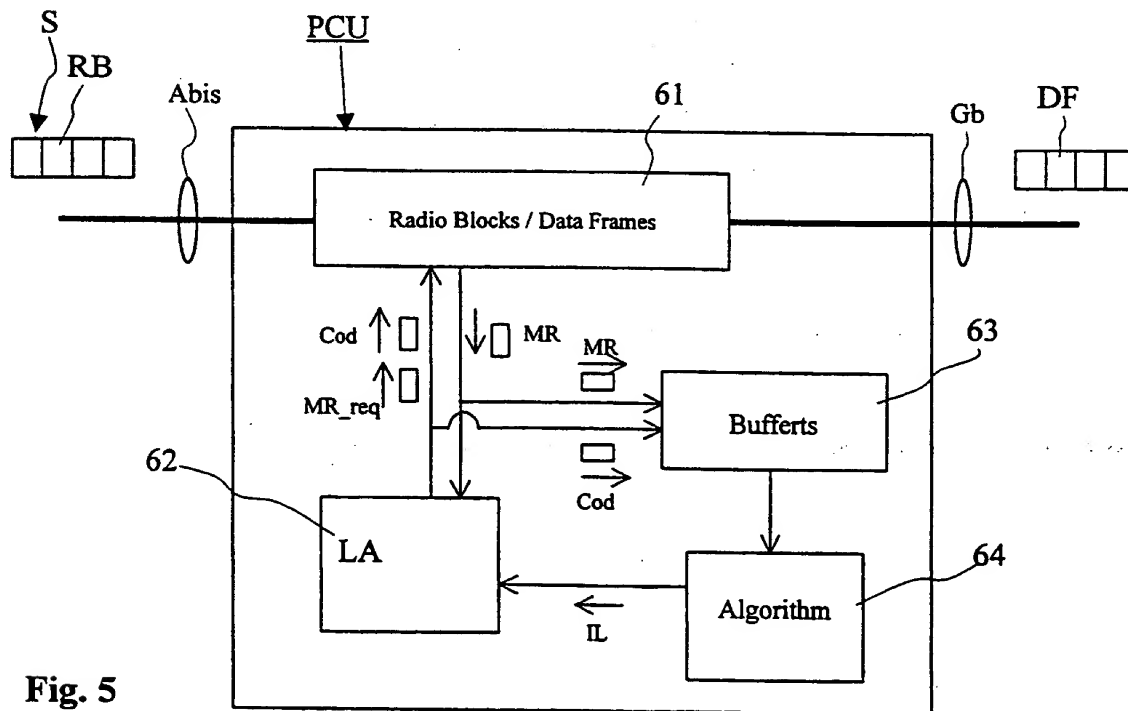 S
PCU
RB
Abis
61
Gb
DF
Radio Blocks / Data Frames
Cod
MR
MR
63
MR_req
Bufferts
62
Cod
LA
64
Algorithm
IL
Fig. 5